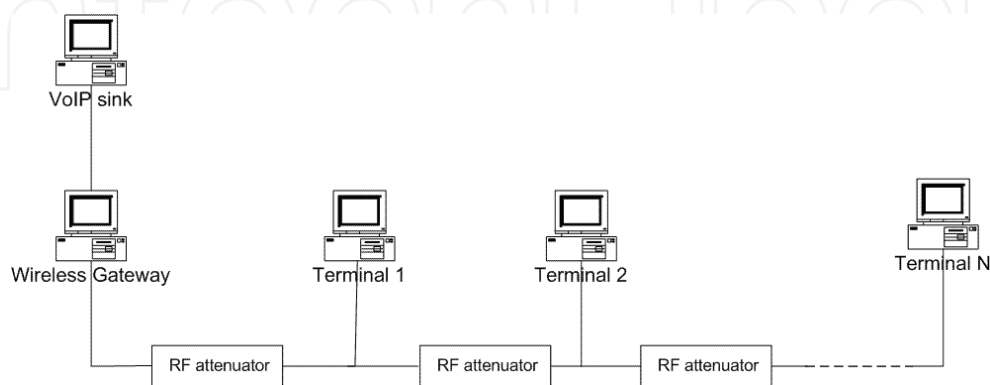 VoIP sink
Wireless Gateway
Terminal 1
Terminal 2
Terminal N
RF attenuator
RF attenuator
RF attenuator